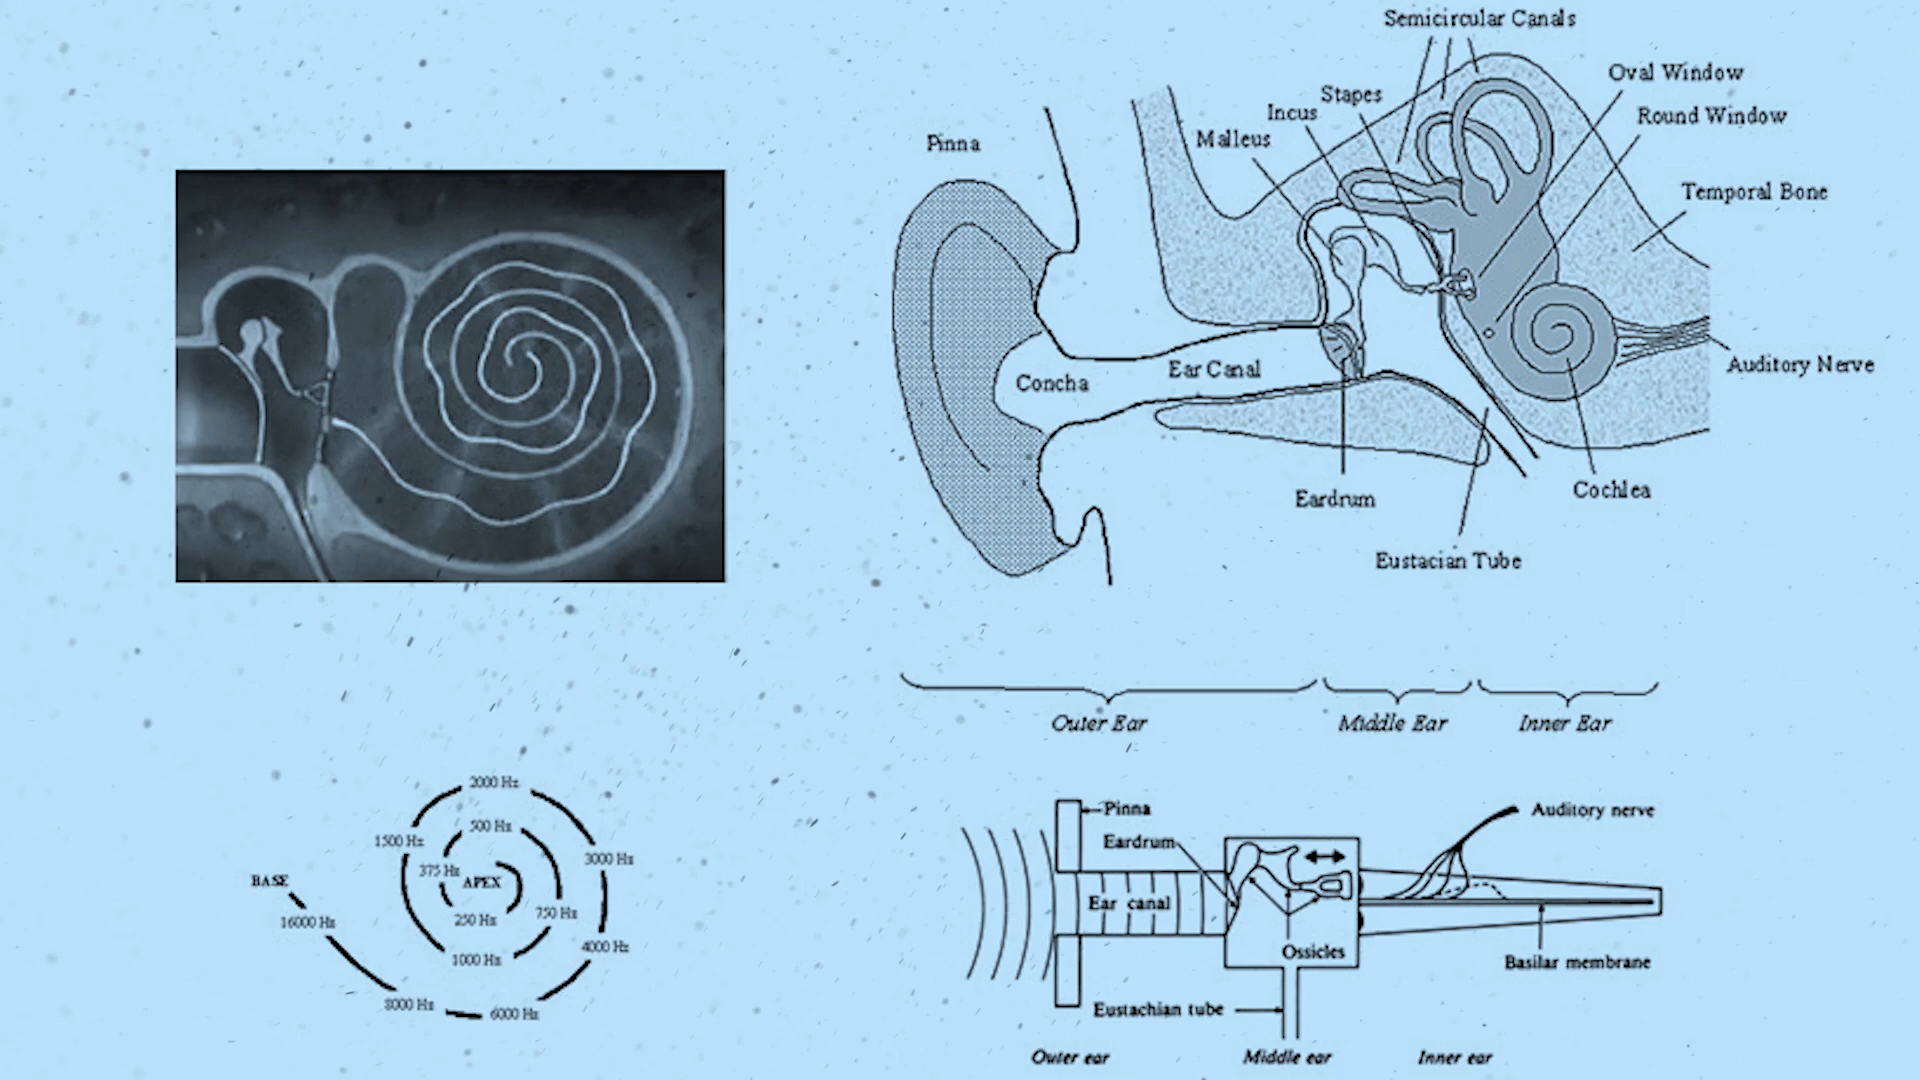 Semicircular Canals
Oval Window
Stapes
Incus
Round Window
Malleus
Pinna
Temporal Bone
Auditory Nerve
Ear Canal
Concha
Cochlea
Eardrum
Eustacian Tube
Outer Ear
Middle Ear
Inner Ear
2000 Hz
500 Hz
1500 Hz
3000 Hz
375 Hz
APEX
BASE
250 Hz
750 Hz
16000 Hz
4000 Hz
1000 Hz
8000 Hz
6000 Hz
Pinna
Auditory nerve
Eardrum
Ear canal
Ossicles
Basilar membrane
Eustachian tube
Outer ear
Middle ear
Inner ear